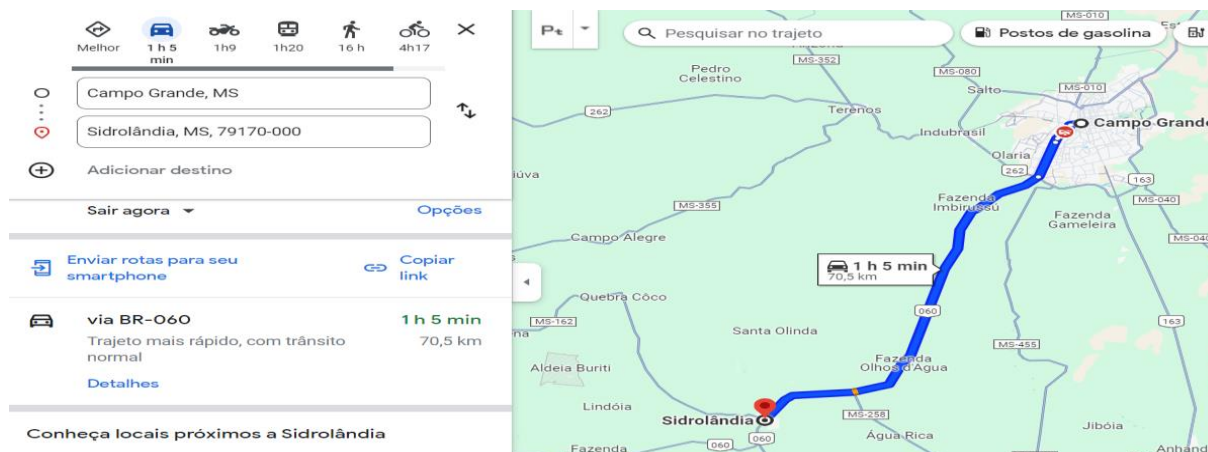 Melhor
1 h 5
min
1h9
1h20
16 h
4h17
Campo Grande, MS
Sidrolândia, MS, 79170-000
Adicionar destino
Sair agora
Opções
Enviar rotas para seu
smartphone
Copiar
link
via BR-060
1 h 5 min
Trajeto mais rápido, com trânsito
normal
70,5 km
Detalhes
Conheça locais próximos a Sidrolândia
Pesquisar no trajeto
Postos de gasolina
MS-010
MS-352
Pedro
Celestino
MS-080
Salto
MS-010
262
Terenos
Indubrasil
Campo Grande
Olaria
262
163
MS-040
Fazenda
Imbirussú
Fazenda
Gameleira
MS-355
Campo Alegre
MS-040
1 h 5 min
70,5 km
Quebra Côco
MS-162
060
163
Santa Olinda
MS-455
Fazenda
Olhos d'Água
Aldeia Buriti
Lindóia
Sidrolândia
MS-258
060
060
Água Rica
Jibóia
Fazenda